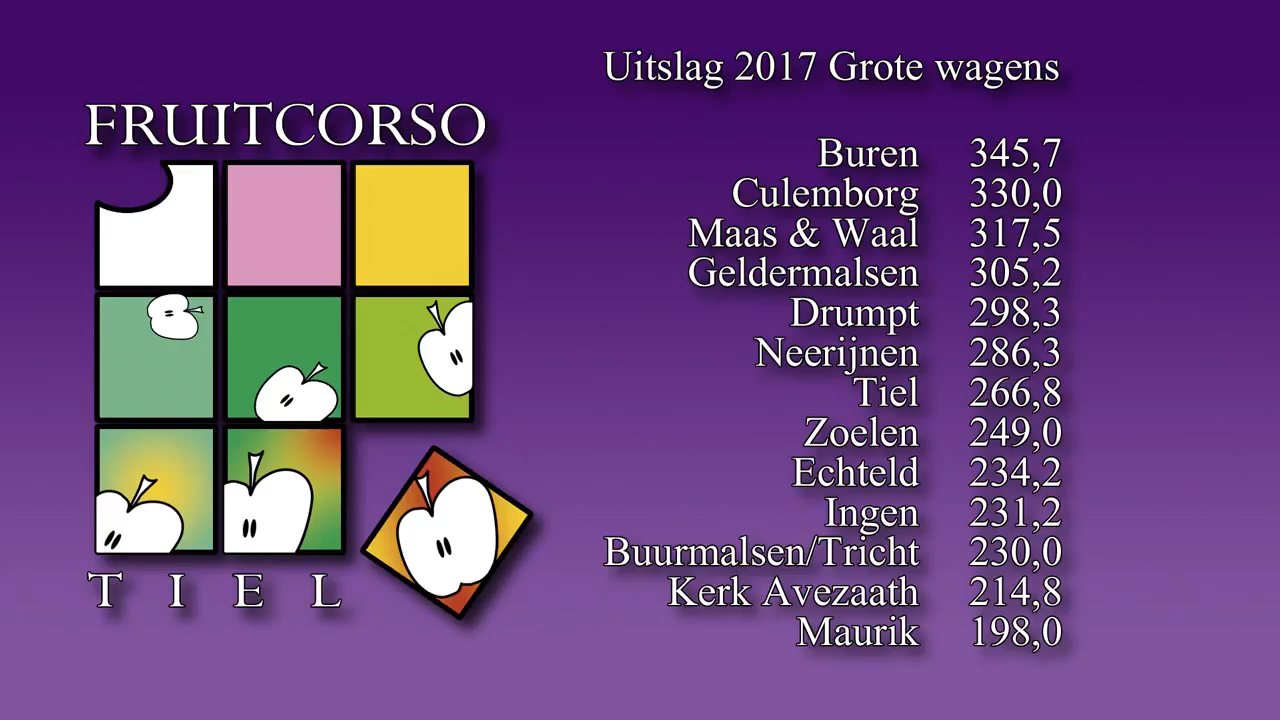 FRUITCORSO
TIEL
Uitslag 2017 Grote wagens
Buren 345,7
Culemborg 330,0
Maas & Waal 317,5
Geldermalsen 305,2
Drumpt 298,3
Neerijnen 286,3
Tiel 266,8
Zoelen 249,0
Echteld 234,2
Ingen 231,2
Buurmalsen/Tricht 230,0
Kerk Avezaath 214,8
Maurik 198,0